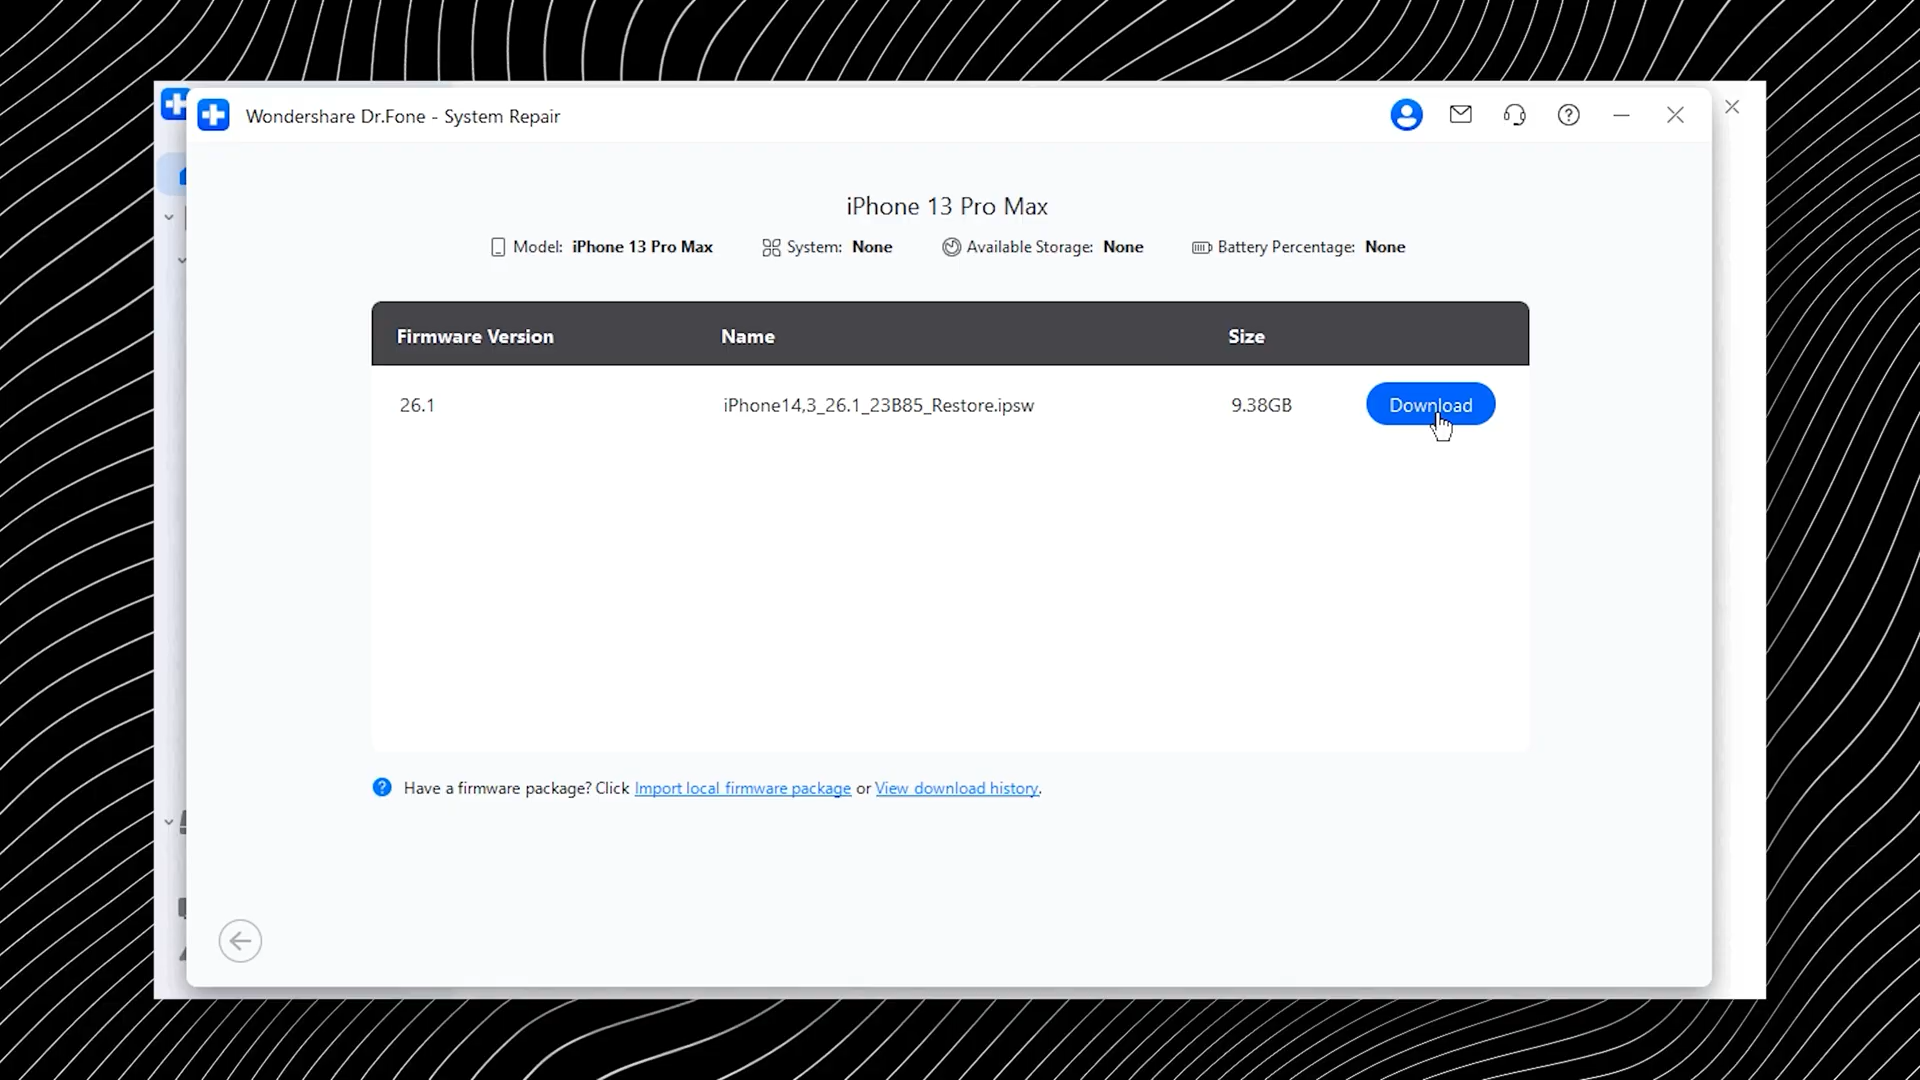 Wondershare Dr.Fone - System Repair
iPhone 13 Pro Max
Model: iPhone 13 Pro Max System: None Available Storage: None Battery Percentage: None
Firmware Version Name Size
26.1 iPhone14,3_26.1_23B85_Restore.ipsw 9.38GB Download
Have a firmware package? Click Import local firmware package or View download history.